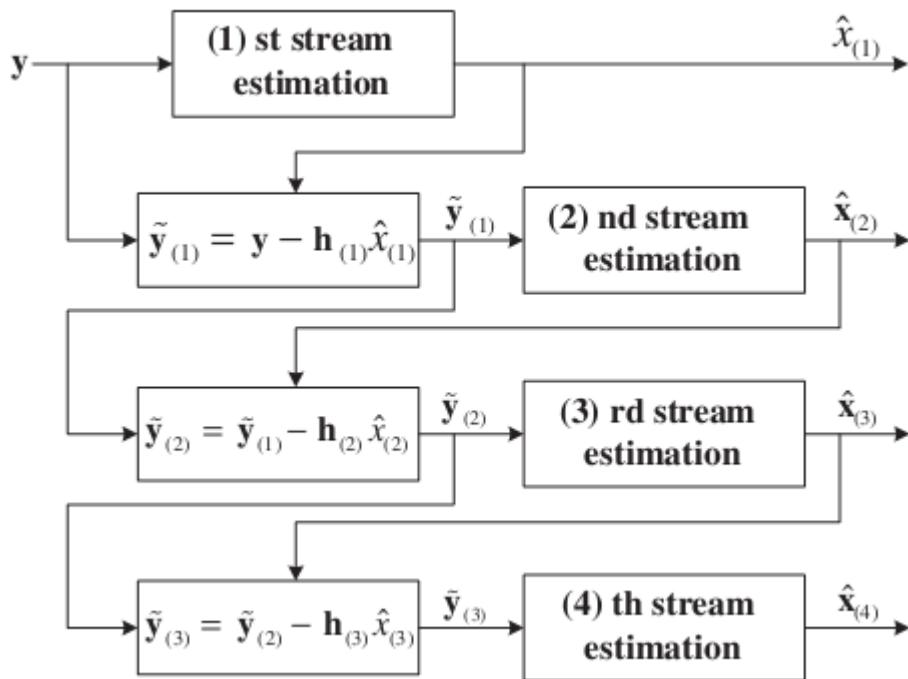 y
(1) st stream
estimation
x̂(1)
ỹ(1) = y − h(1)x̂(1)
ỹ(1)
(2) nd stream
estimation
x̂(2)
ỹ(2) = ỹ(1) − h(2) x̂(2)
ỹ(2)
(3) rd stream
estimation
x̂(3)
ỹ(3) = ỹ(2) − h(3) x̂(3)
ỹ(3)
(4) th stream
estimation
x̂(4)